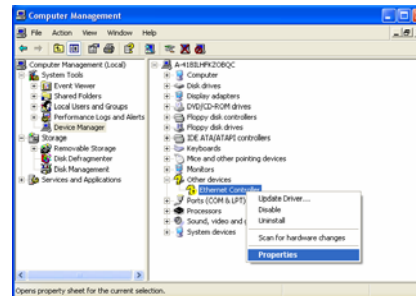 Computer Management
File Action View Window Help
Computer Management (Local)
System Tools
Event Viewer
Shared Folders
Local Users and Groups
Performance Logs and Alerts
Device Manager
Storage
Removable Storage
Disk Defragmenter
Disk Management
Services and Applications
Computer
Disk drives
Display adapters
DVD/CD-ROM drives
Floppy disk controllers
Floppy disk drives
IDE ATA/ATAPI controllers
Keyboards
Mice and other pointing devices
Monitors
Other devices
Ethernet Controller
Ports (COM & LPT)
Processors
Sound, video and
System devices
Update Driver...
Disable
Uninstall
Scan for hardware changes
Properties
Opens property sheet for the current selection.